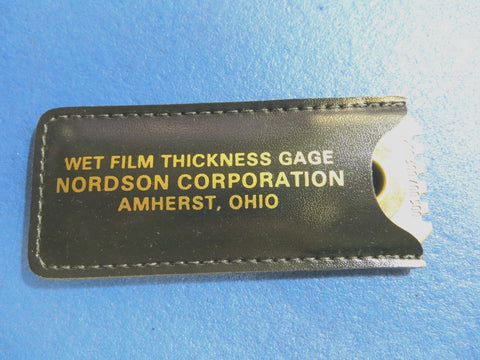 WET FILM THICKNESS GAGE
NORDSON CORPORATION
AMHERST, OHIO